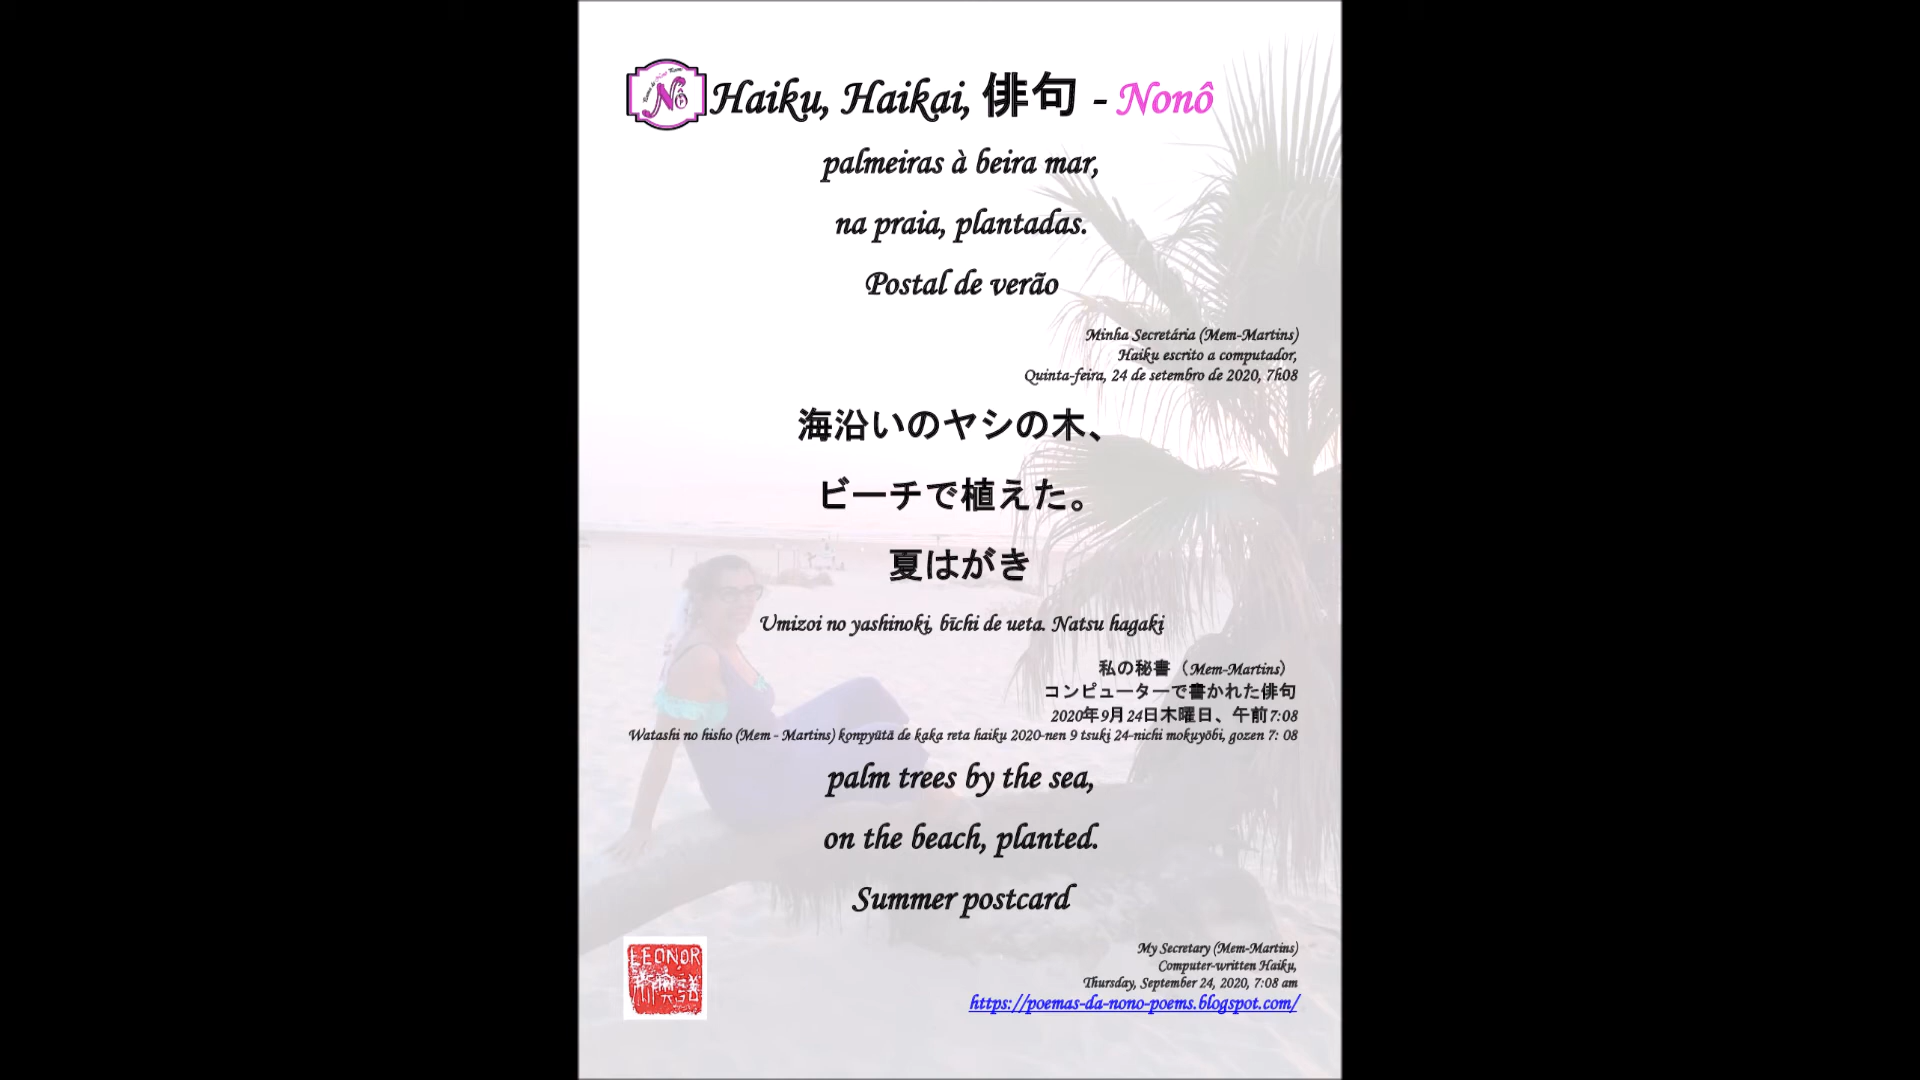 Haiku, Haikai, 俳句 - Nonô
palmeiras à beira mar,
na praia, plantadas.
Postal de verão
Minha Secretária (Mem-Martins)
Haiku escrito a computador,
Quinta-feira, 24 de setembro de 2020, 7h08
海沿いのヤシの木、
ビーチで植えた。
夏はがき
Umizoi no yashinoki, bīchi de ueta. Natsu hagaki
私の秘書（Mem-Martins）
コンピューターで書かれた俳句
2020年9月24日木曜日、午前7:08
Watashi no hisho (Mem - Martins) konpyūtā de kaka reta haiku 2020-nen 9 tsuki 24-nichi mokuyōbi, gozen 7: 08
palm trees by the sea,
on the beach, planted.
Summer postcard
My Secretary (Mem-Martins)
Computer-written Haiku,
Thursday, September 24, 2020, 7:08 am
https://poemas-da-nono-poems.blogspot.com/
LEONOR